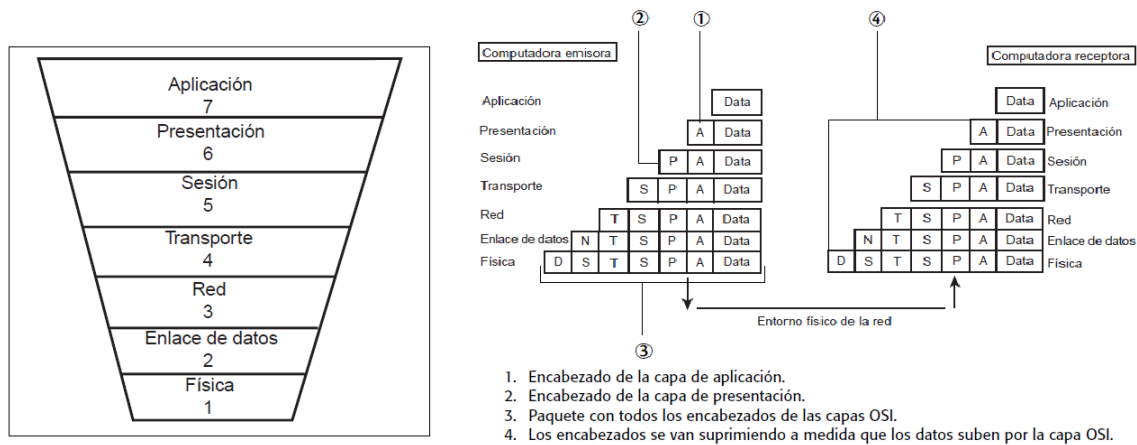 Aplicación
7
Presentación
6
Sesión
5
Transporte
4
Red
3
Enlace de datos
2
Física
1
② ① ④
Computadora emisora
Computadora receptora
Aplicación Data
Presentación A Data
Sesión P A Data
Transporte S P A Data
Red T S P A Data
Enlace de datos N T S P A Data
Física D S T S P A Data
Data Aplicación
A Data Presentación
P A Data Sesión
S P A Data Transporte
T S P A Data Red
N T S P A Data Enlace de datos
D S T S P A Data Física
Entorno físico de la red
③
1. Encabezado de la capa de aplicación.
2. Encabezado de la capa de presentación.
3. Paquete con todos los encabezados de las capas OSI.
4. Los encabezados se van suprimiendo a medida que los datos suben por la capa OSI.